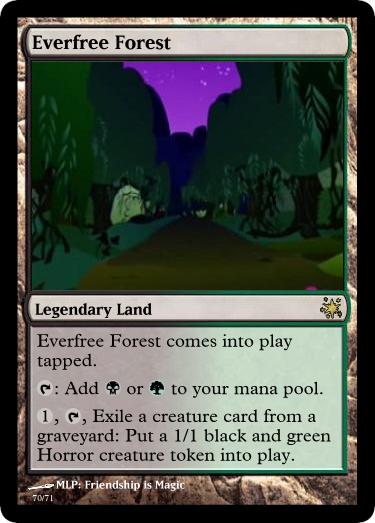 Everfree Forest
Legendary Land
Everfree Forest comes into play
tapped.
: Add or to your mana pool.
1, , Exile a creature card from a
graveyard: Put a 1/1 black and green
Horror creature token into play.
MLP: Friendship is Magic
70/71